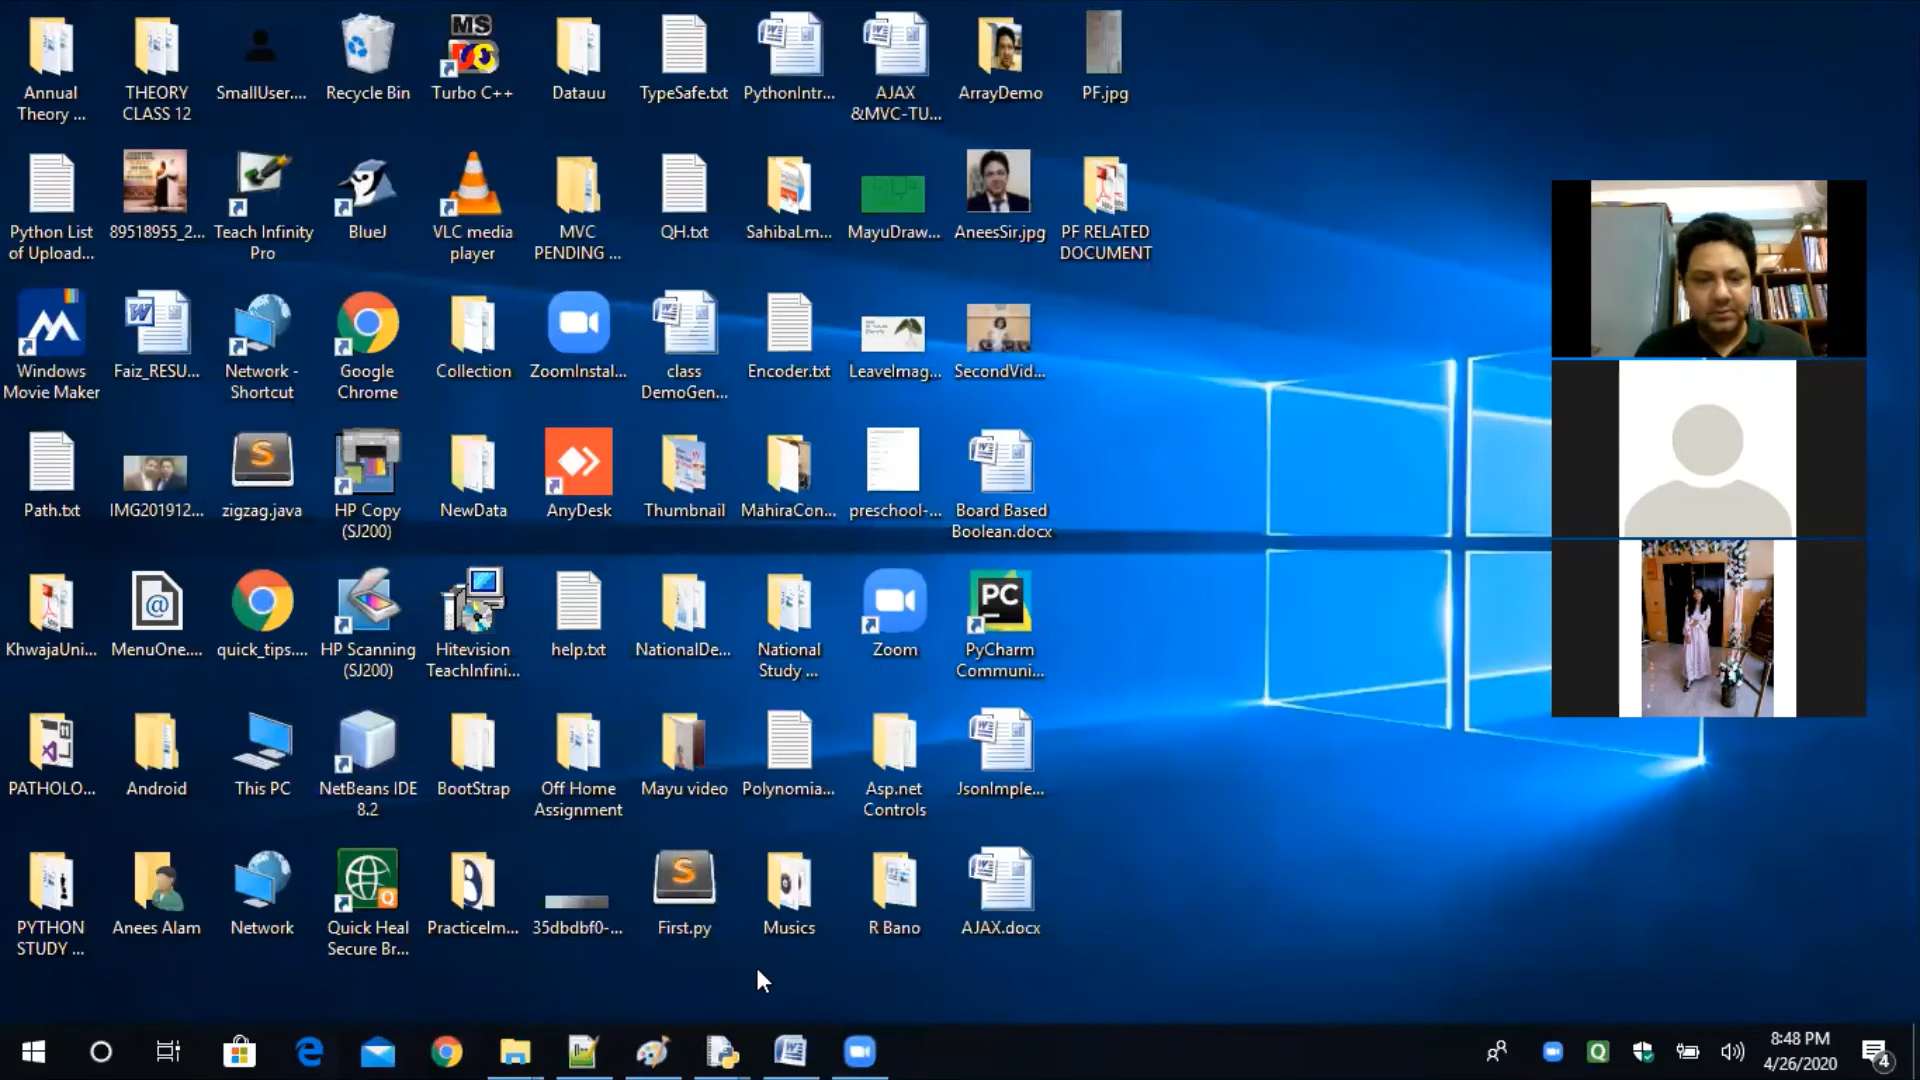 Annual
Theory ...
THEORY
CLASS 12
SmallUser....
Recycle Bin
MS
Turbo C++
Datauu
TypeSafe.txt
PythonIntr...
AJAX
&MVC-TU...
ArrayDemo
PF.jpg
Python List
of Upload...
89518955_2...
Teach Infinity
Pro
BlueJ
VLC media
player
MVC
PENDING ...
QH.txt
SahibaLm...
MayuDraw...
AneesSir.jpg
PF RELATED
DOCUMENT
Windows
Movie Maker
Faiz_RESU...
Network -
Shortcut
Google
Chrome
Collection
ZoomInstal...
class
DemoGen...
Encoder.txt
LeaveImag...
SecondVid...
Path.txt
IMG201912...
zigzag.java
HP Copy
(SJ200)
NewData
AnyDesk
Thumbnail
MahiraCon...
preschool-...
Board Based
Boolean.docx
KhwajaUni...
MenuOne....
quick_tips....
HP Scanning
(SJ200)
Hitevision
TeachInfini...
help.txt
NationalDe...
National
Study ...
Zoom
PC
PyCharm
Communi...
PATHOLO...
Android
This PC
NetBeans IDE
8.2
BootStrap
Off Home
Assignment
Mayu video
Polynomia...
Asp.net
Controls
JsonImple...
PYTHON
STUDY ...
Anees Alam
Network
Quick Heal
Secure Br...
PracticeIm...
35dbdbf0-...
First.py
Musics
R Bano
AJAX.docx
8:48 PM
4/26/2020
4